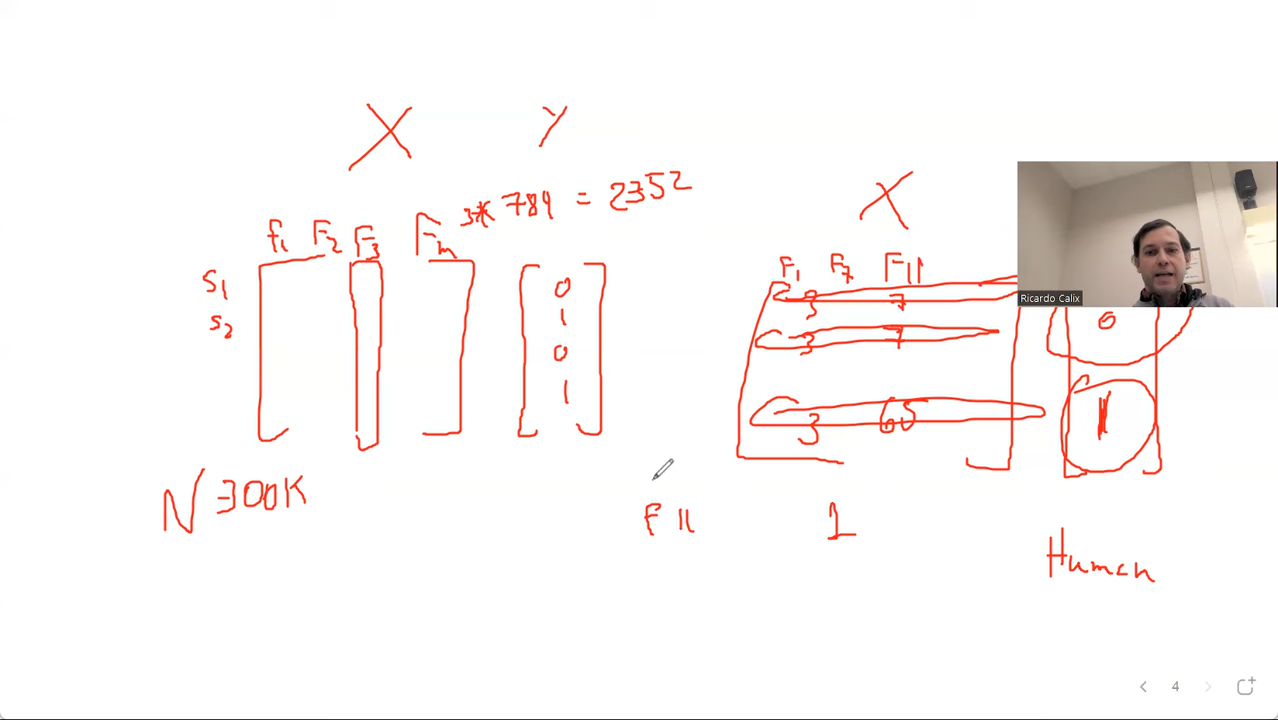 X Y
3* 784 = 2352
f1 F2 F3 Fm
S1
S2
0
1
0
1
N = 300K
X
F1 F7 F11
3 7
3 7
3 65
0
1
F 11
1
Human
Ricardo Calix
4